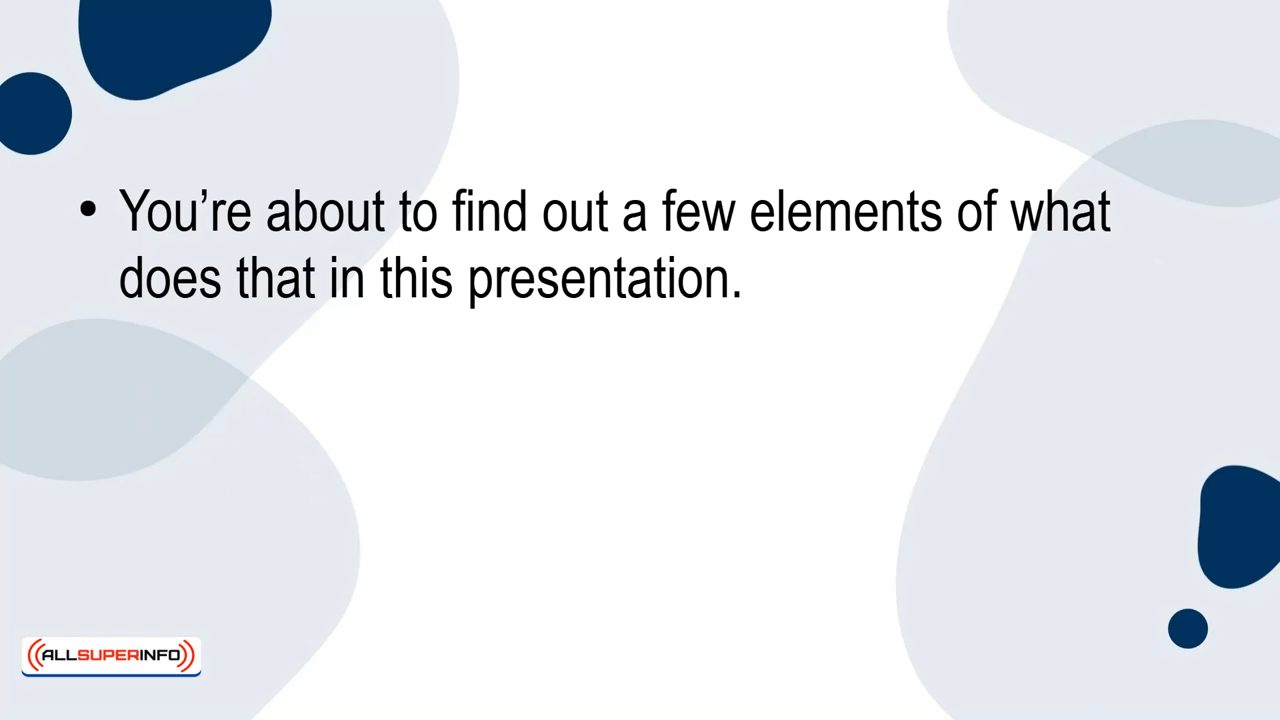 • You’re about to find out a few elements of what
does that in this presentation.
((ALLSUPERINFO))